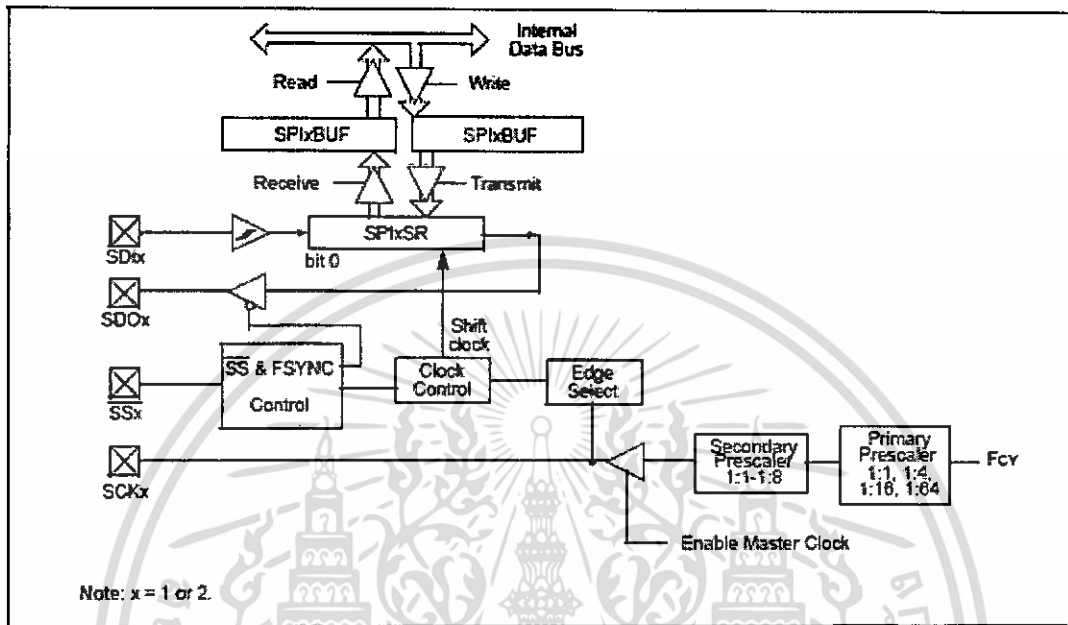 Internal
Data Bus
Read
Write
SPIxBUF
SPIxBUF
Receive
Transmit
SDIx
SPIxSR
bit 0
SDOx
Shift
clock
SS & FSYNC
Control
Clock
Control
Edge
Select
SSx
Secondary
Prescaler
1:1-1:8
Primary
Prescaler
1:1, 1:4,
1:16, 1:64
FCY
SCKx
Enable Master Clock
Note: x = 1 or 2.